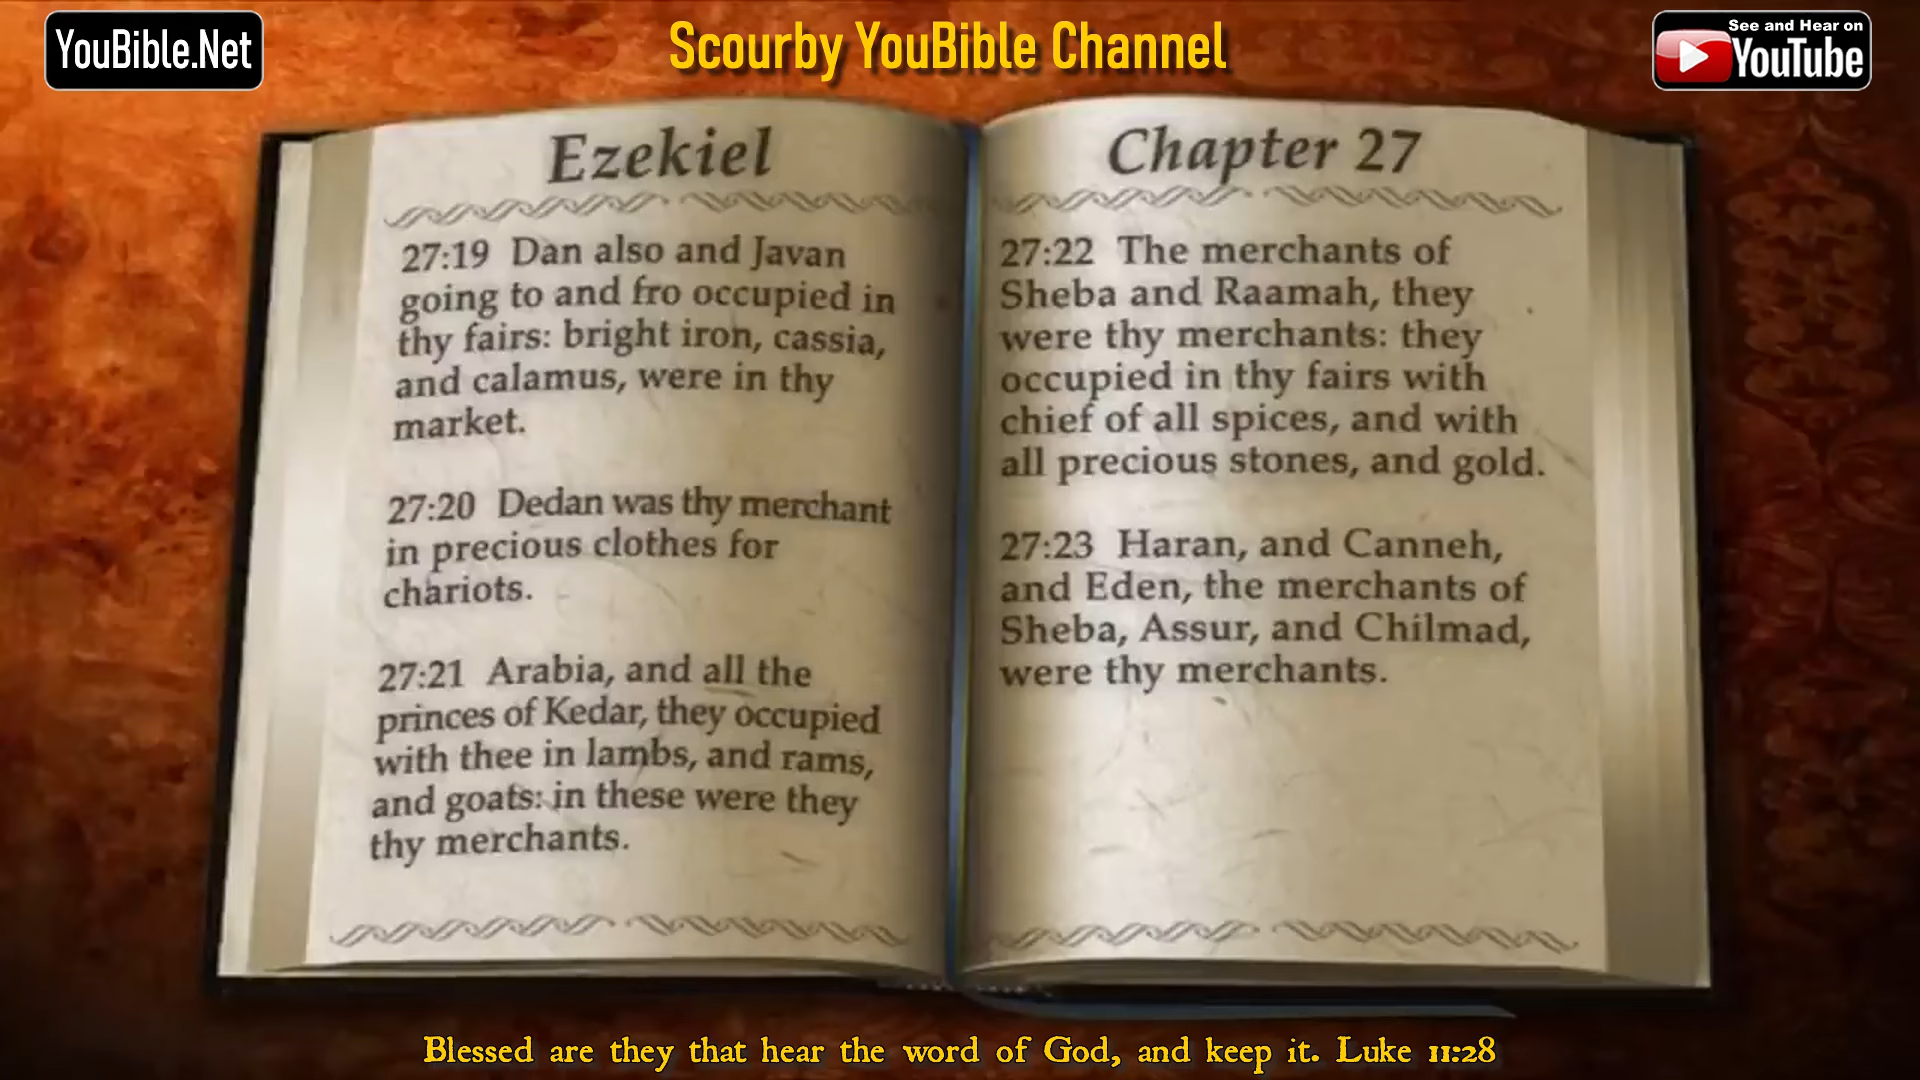 YouBible.Net
Scourby YouBible Channel
See and Hear on
YouTube
Ezekiel
27:19 Dan also and Javan
going to and fro occupied in
thy fairs: bright iron, cassia,
and calamus, were in thy
market.
27:20 Dedan was thy merchant
in precious clothes for
chariots.
27:21 Arabia, and all the
princes of Kedar, they occupied
with thee in lambs, and rams,
and goats: in these were they
thy merchants.
Chapter 27
27:22 The merchants of
Sheba and Raamah, they
were thy merchants: they
occupied in thy fairs with
chief of all spices, and with
all precious stones, and gold.
27:23 Haran, and Canneh,
and Eden, the merchants of
Sheba, Assur, and Chilmad,
were thy merchants.
Blessed are they that hear the word of God, and keep it. Luke 11:28